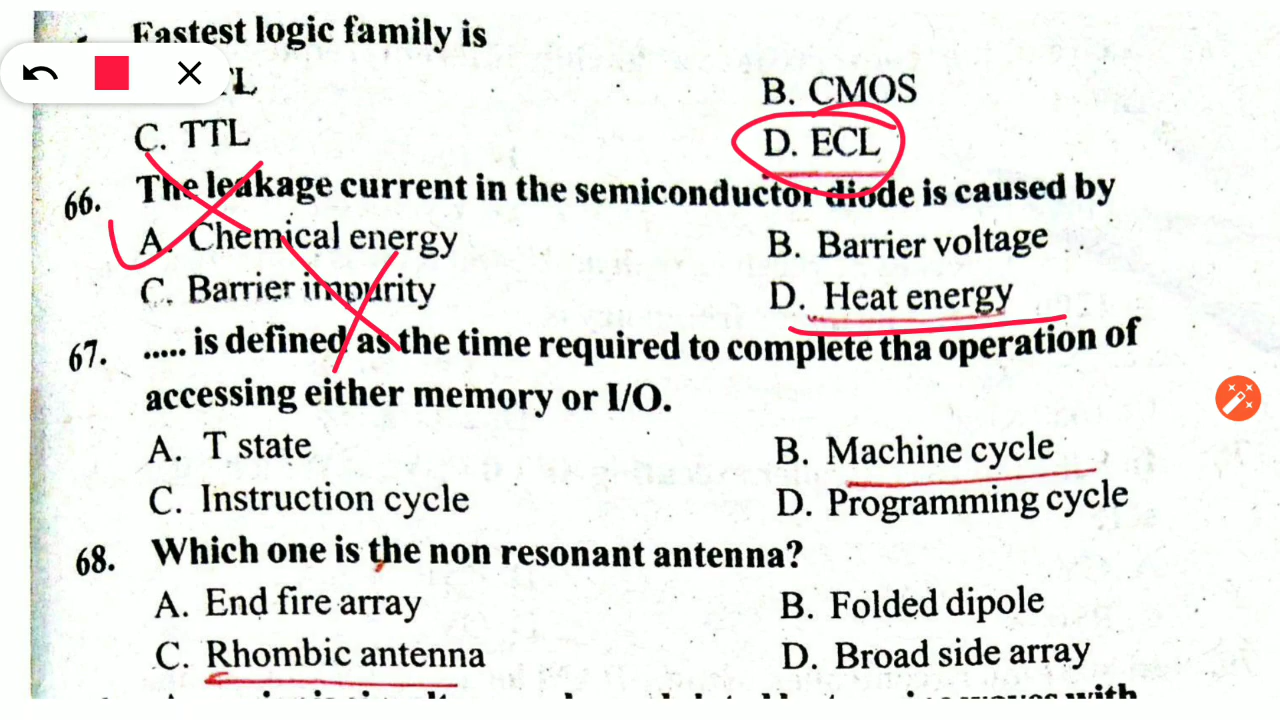 Fastest logic family is
B. CMOS
C. TTL
D. ECL
66. The leakage current in the semiconductor diode is caused by
A. Chemical energy
B. Barrier voltage
C. Barrier impurity
D. Heat energy
67. ..... is defined as the time required to complete tha operation of
accessing either memory or I/O.
A. T state
B. Machine cycle
C. Instruction cycle
D. Programming cycle
68. Which one is the non resonant antenna?
A. End fire array
B. Folded dipole
C. Rhombic antenna
D. Broad side array